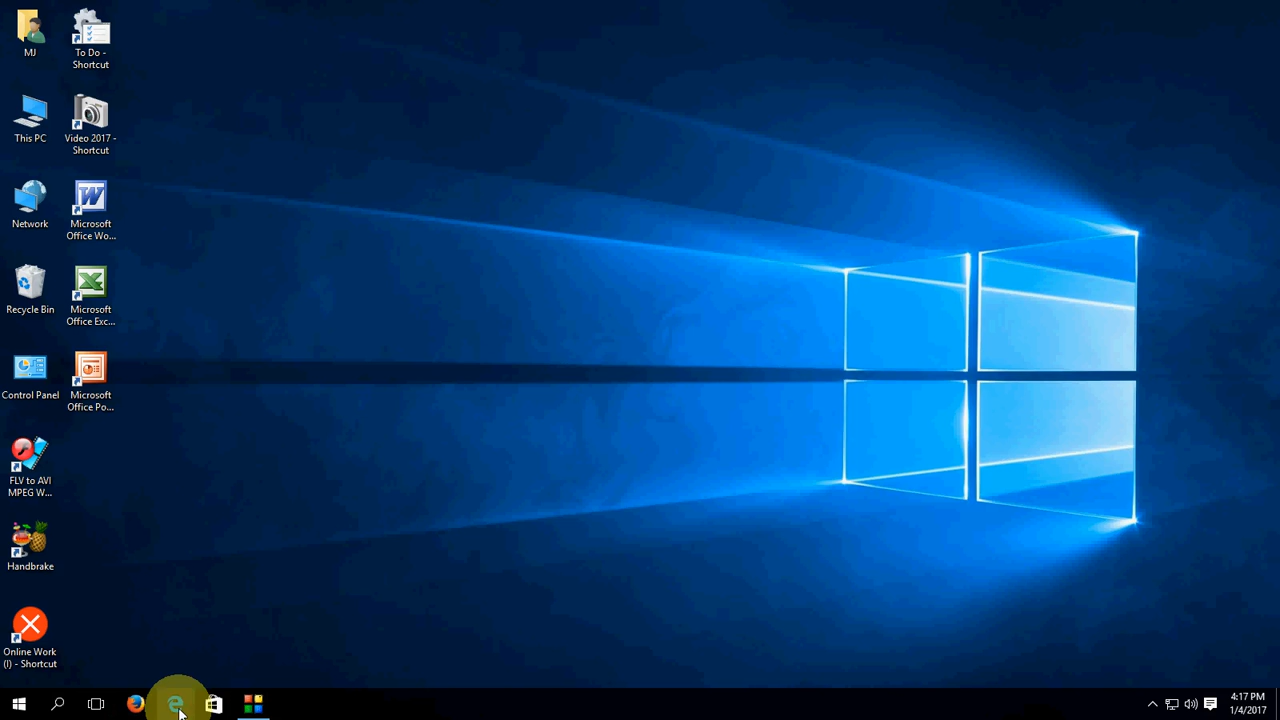 MJ
To Do -
Shortcut
This PC
Video 2017 -
Shortcut
Network
Microsoft
Office Wo...
Recycle Bin
Microsoft
Office Exc...
Control Panel
Microsoft
Office Po...
FLV to AVI
MPEG W...
Handbrake
Online Work
(I) - Shortcut
4:17 PM
1/4/2017